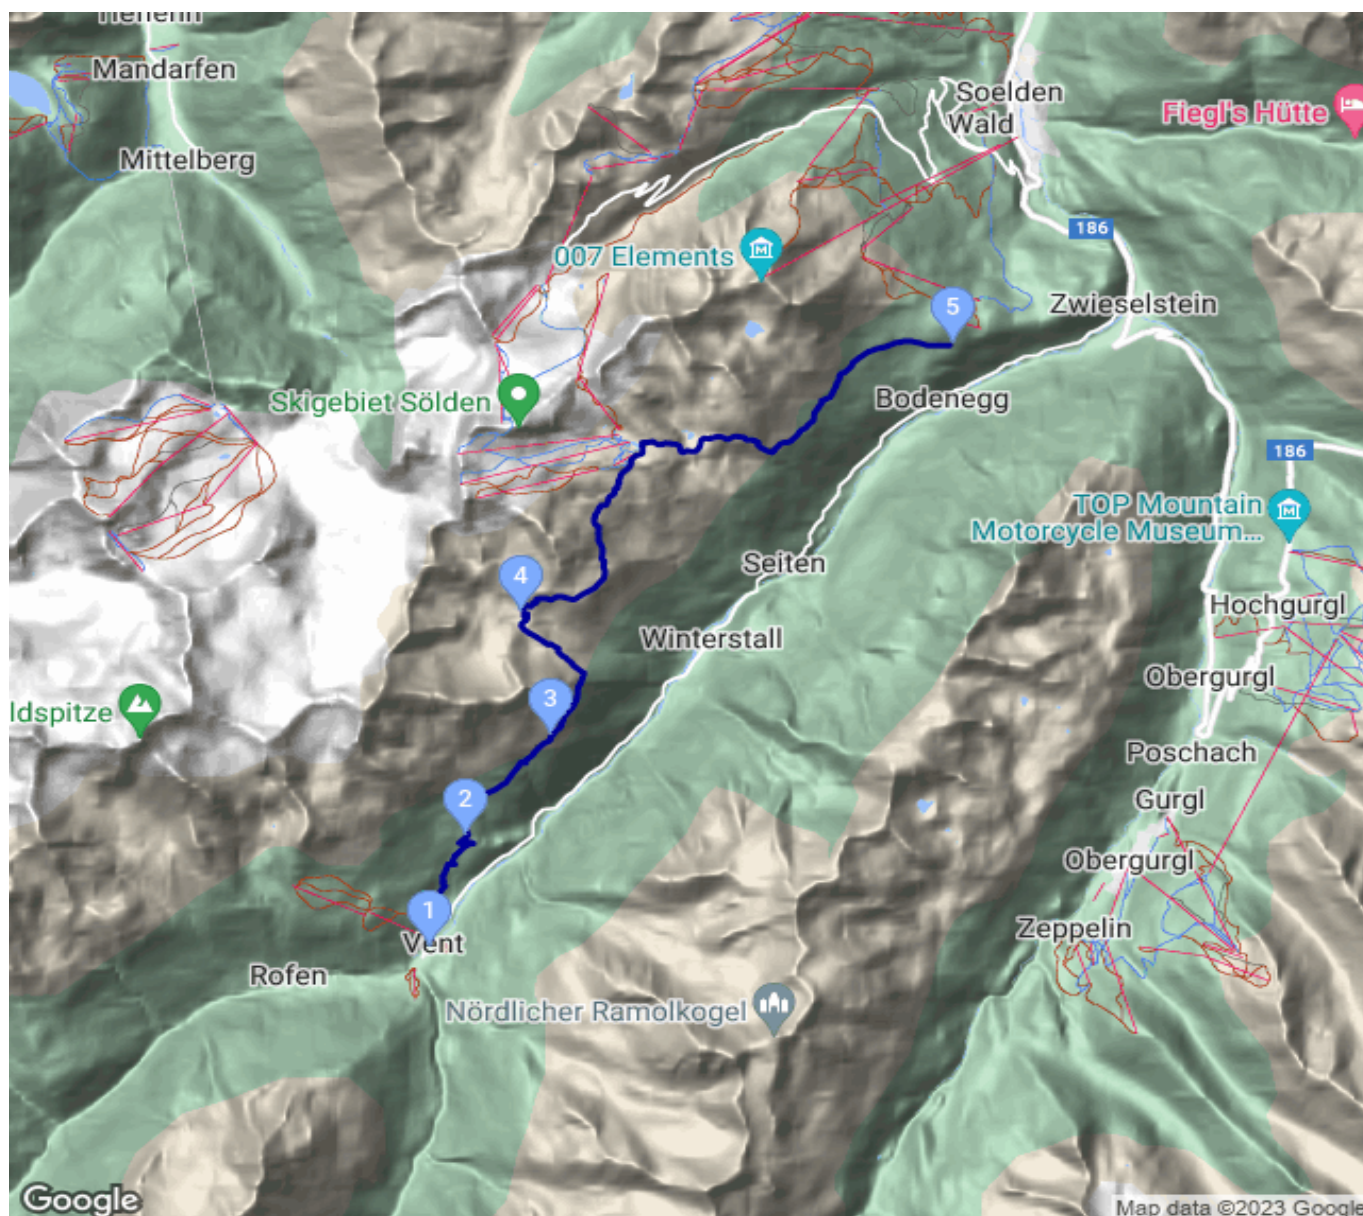 Mandarfen
Mittelberg
Soelden
Wald
Fiegl's Hütte
186
007 Elements
5
Zwieselstein
Skigebiet Sölden
Bodenegg
186
TOP Mountain
Motorcycle Museum...
Seiten
4
Hochgurgl
Winterstall
Obergurgl
3
ldspitze
Poschach
2
Gurgl
Obergurgl
1
Vent
Zeppelin
Rofen
Nördlicher Ramolkogel
Google
Map data ©2023 Google